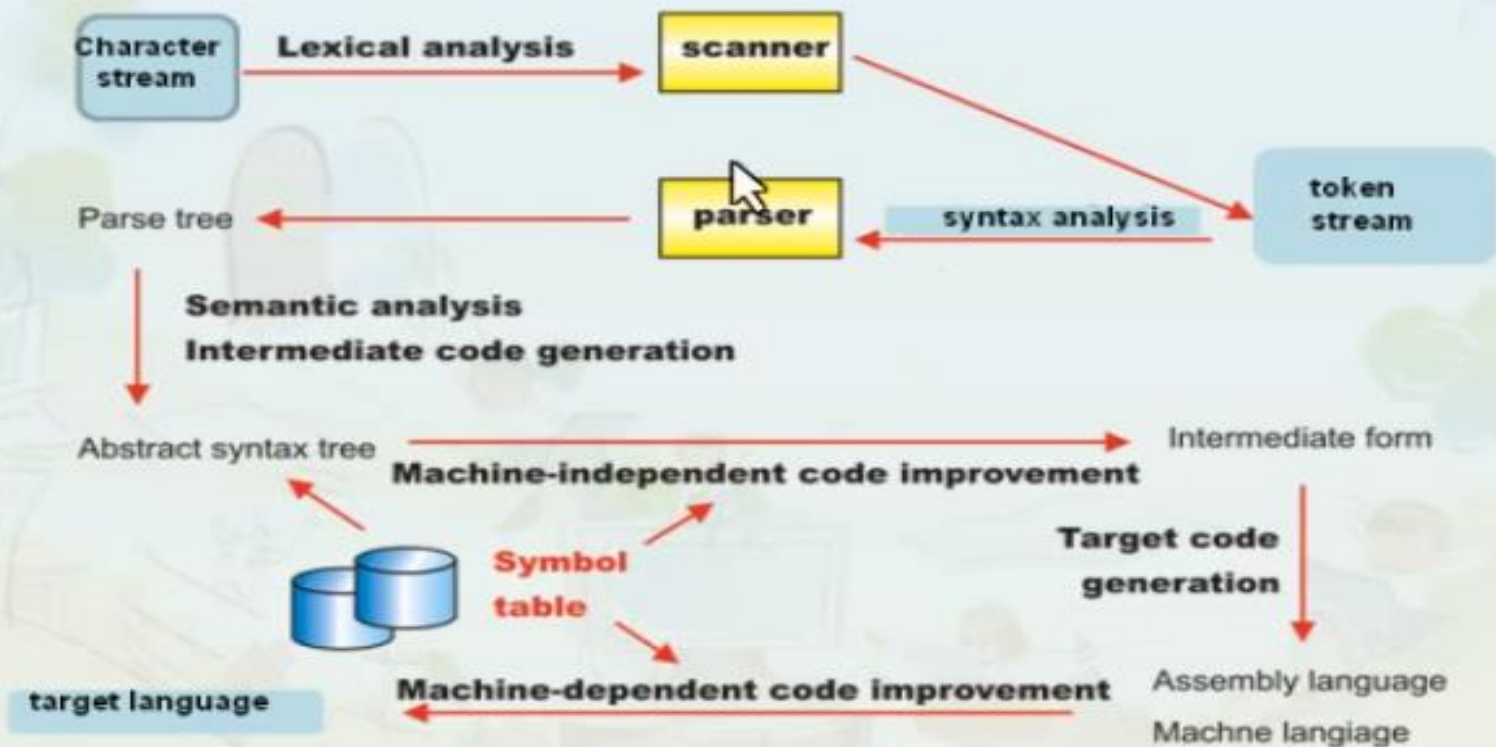 Character
stream
Lexical analysis
scanner
token
stream
syntax analysis
parser
Parse tree
Semantic analysis
Intermediate code generation
Abstract syntax tree
Machine-independent code improvement
Intermediate form
Symbol
table
Target code
generation
Assembly language
Machne langiage
Machine-dependent code improvement
target language